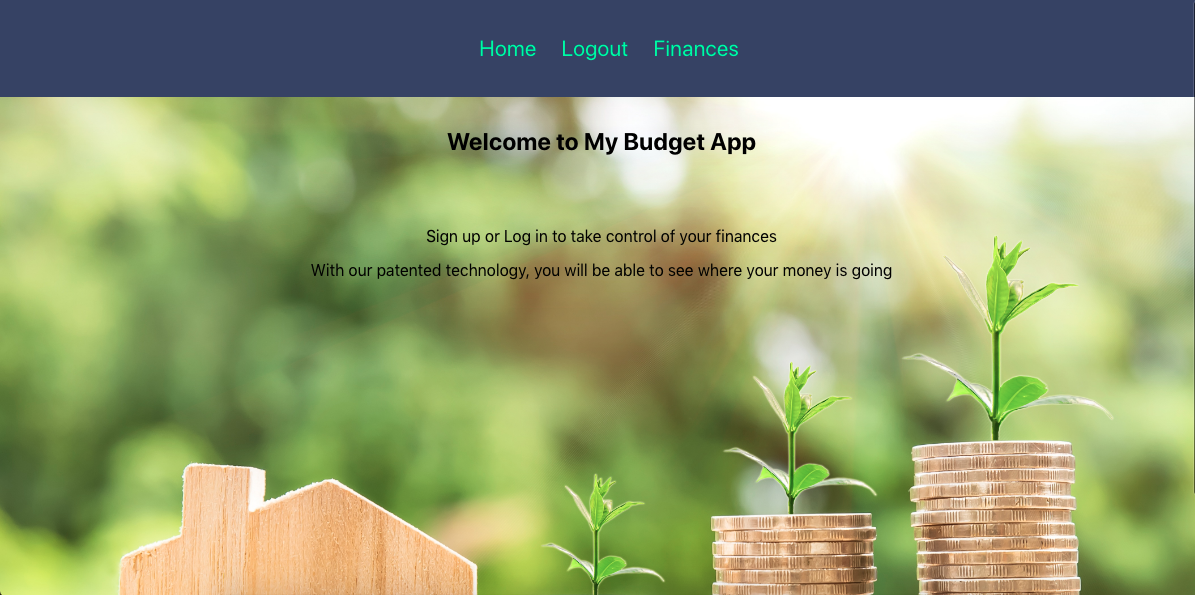 Home Logout Finances
Welcome to My Budget App
Sign up or Log in to take control of your finances
With our patented technology, you will be able to see where your money is going